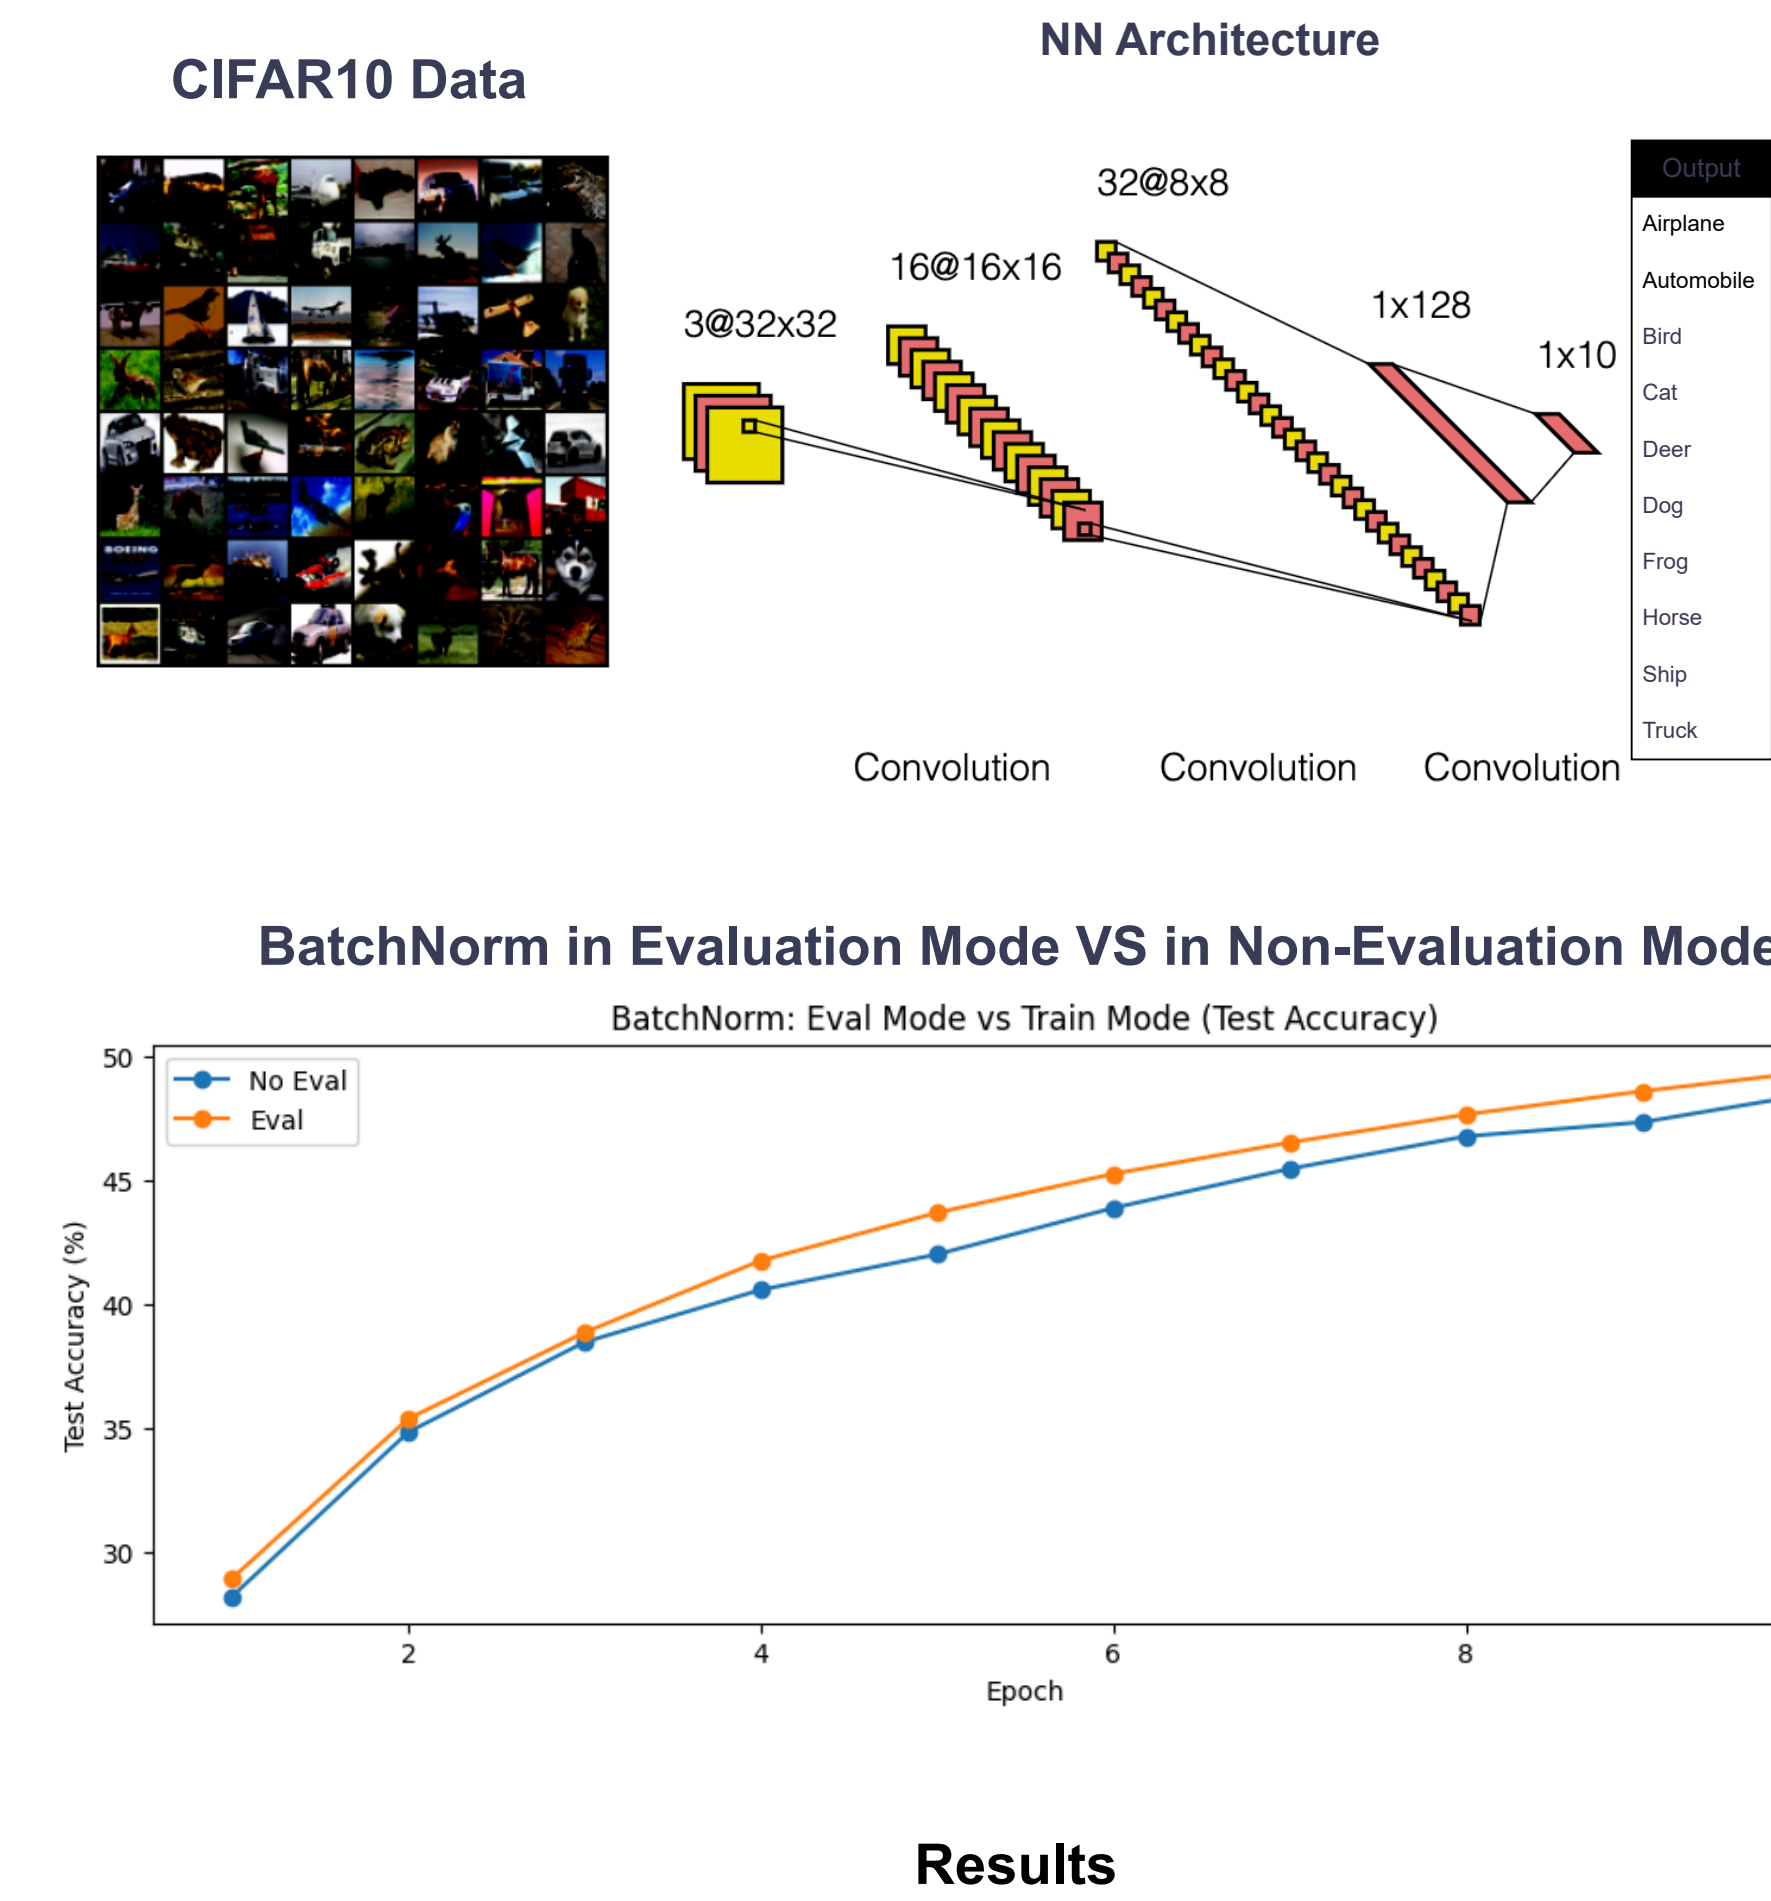 CIFAR10 Data
BOEING
NN Architecture
3@32x32
16@16x16
32@8x8
1x128
1x10
Convolution
Convolution
Convolution
Output
Airplane
Automobile
Bird
Cat
Deer
Dog
Frog
Horse
Ship
Truck
BatchNorm in Evaluation Mode VS in Non-Evaluation Mode
BatchNorm: Eval Mode vs Train Mode (Test Accuracy)
No Eval
Eval
Test Accuracy (%)
50
45
40
35
30
2
4
6
8
Epoch
Results